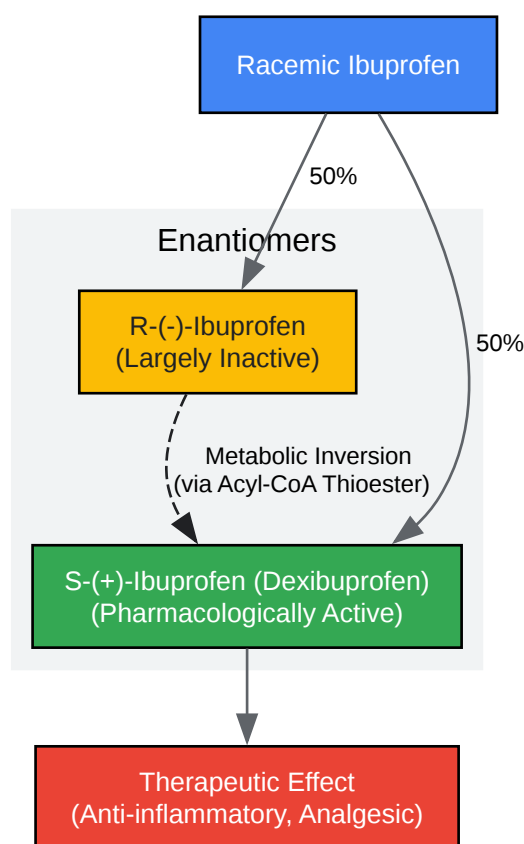 Racemic Ibuprofen
50%
Enantiomers
R-(-)-Ibuprofen
(Largely Inactive)
50%
Metabolic Inversion
(via Acyl-CoA Thioester)
S-(+)-Ibuprofen (Dexibuprofen)
(Pharmacologically Active)
Therapeutic Effect
(Anti-inflammatory, Analgesic)